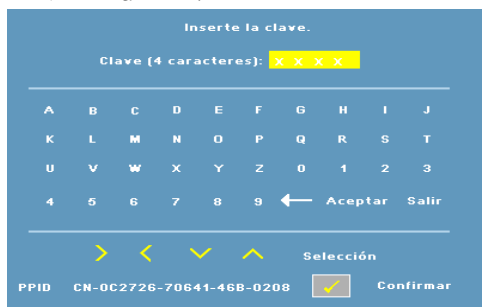 Inserte la clave.
Clave (4 caracteres): X X X X
A B C D E F G H I J
K L M N O P Q R S T
U V W X Y Z 0 1 2 3
4 5 6 7 8 9 Aceptar Salir
Selección
PPID CN-0C2726-70641-46B-0208 Confirmar